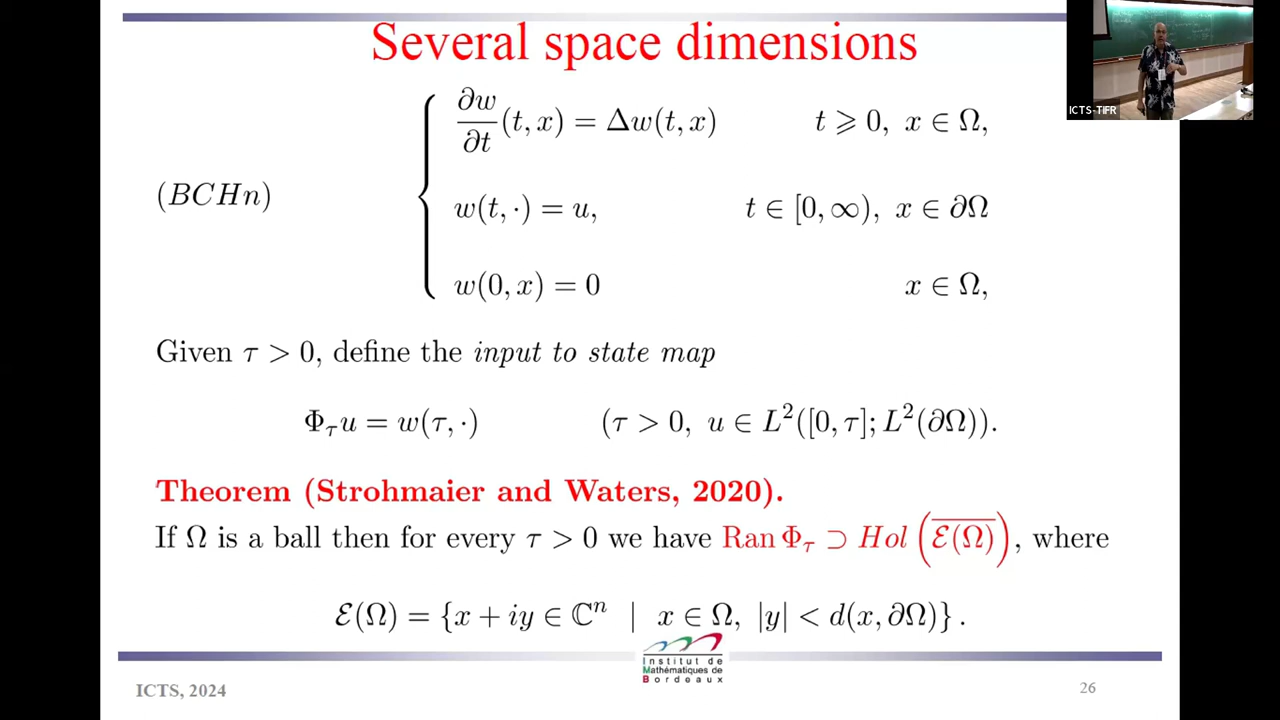 Several space dimensions
ICTS-TIFR
∂w/∂t (t, x) = Δw(t, x)    t ⩾ 0, x ∈ Ω,
(BCHn)    w(t, ·) = u,    t ∈ [0, ∞), x ∈ ∂Ω
w(0, x) = 0    x ∈ Ω,
Given τ > 0, define the input to state map
Φ_τ u = w(τ, ·)    (τ > 0, u ∈ L²([0, τ]; L²(∂Ω)).
Theorem (Strohmaier and Waters, 2020).
If Ω is a ball then for every τ > 0 we have Ran Φ_τ ⊃ Hol (\overline{ℰ(Ω)}), where
ℰ(Ω) = {x + iy ∈ ℂⁿ | x ∈ Ω, |y| < d(x, ∂Ω)} .
Institut de
Mathématiques de
Bordeaux
ICTS, 2024
26